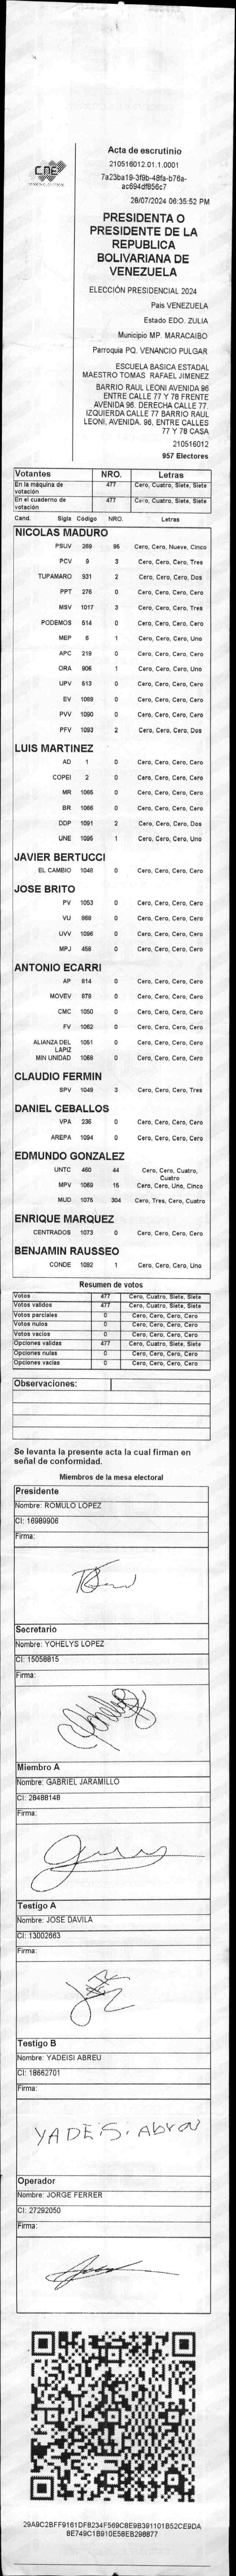 CNE
Acta de escrutinio
210516012.01.1.0001
7a23ba19-3f9b-48fa-b76a-
ac694df856c7
28/07/2024 06:35:52 PM
PRESIDENTA O
PRESIDENTE DE LA
REPUBLICA
BOLIVARIANA DE
VENEZUELA
ELECCIÓN PRESIDENCIAL 2024
Pais VENEZUELA
Estado EDO. ZULIA
Municipio MP. MARACAIBO
Parroquia PQ. VENANCIO PULGAR
ESCUELA BASICA ESTADAL
MAESTRO TOMAS RAFAEL JIMENEZ
BARRIO RAUL LEONI AVENIDA 96
ENTRE CALLE 77 Y 78 FRENTE
AVENIDA 96. DERECHA CALLE 77.
IZQUIERDA CALLE 77 BARRIO RAUL
LEONI, AVENIDA. 96, ENTRE CALLES
77 Y 78 CASA
210516012
957 Electores
Votantes NRO. Letras
En la máquina de votación 477 Cero, Cuatro, Siete, Siete
En el cuaderno de votación 477 Cero, Cuatro, Siete, Siete
Cand. Sigla Código NRO. Letras
NICOLAS MADURO
PSUV 269 95 Cero, Cero, Nueve, Cinco
PCV 9 3 Cero, Cero, Cero, Tres
TUPAMARO 931 2 Cero, Cero, Cero, Dos
PPT 276 0 Cero, Cero, Cero, Cero
MSV 1017 3 Cero, Cero, Cero, Tres
PODEMOS 514 0 Cero, Cero, Cero, Cero
MEP 6 1 Cero, Cero, Cero, Uno
APC 219 0 Cero, Cero, Cero, Cero
ORA 906 1 Cero, Cero, Cero, Uno
UPV 513 0 Cero, Cero, Cero, Cero
EV 1089 0 Cero, Cero, Cero, Cero
PVV 1090 0 Cero, Cero, Cero, Cero
PFV 1093 2 Cero, Cero, Cero, Dos
LUIS MARTINEZ
AD 1 0 Cero, Cero, Cero, Cero
COPEI 2 0 Cero, Cero, Cero, Cero
MR 1065 0 Cero, Cero, Cero, Cero
BR 1066 0 Cero, Cero, Cero, Cero
DDP 1091 2 Cero, Cero, Cero, Dos
UNE 1095 1 Cero, Cero, Cero, Uno
JAVIER BERTUCCI
EL CAMBIO 1048 0 Cero, Cero, Cero, Cero
JOSE BRITO
PV 1053 0 Cero, Cero, Cero, Cero
VU 968 0 Cero, Cero, Cero, Cero
UVV 1096 0 Cero, Cero, Cero, Cero
MPJ 458 0 Cero, Cero, Cero, Cero
ANTONIO ECARRI
AP 914 0 Cero, Cero, Cero, Cero
MOVEV 879 0 Cero, Cero, Cero, Cero
CMC 1050 0 Cero, Cero, Cero, Cero
FV 1062 0 Cero, Cero, Cero, Cero
ALIANZA DEL LAPIZ 1051 0 Cero, Cero, Cero, Cero
MIN UNIDAD 1068 0 Cero, Cero, Cero, Cero
CLAUDIO FERMIN
SPV 1049 3 Cero, Cero, Cero, Tres
DANIEL CEBALLOS
VPA 236 0 Cero, Cero, Cero, Cero
AREPA 1094 0 Cero, Cero, Cero, Cero
EDMUNDO GONZALEZ
UNTC 460 44 Cero, Cero, Cuatro, Cuatro
MPV 1069 15 Cero, Cero, Uno, Cinco
MUD 1075 304 Cero, Tres, Cero, Cuatro
ENRIQUE MARQUEZ
CENTRADOS 1073 0 Cero, Cero, Cero, Cero
BENJAMIN RAUSSEO
CONDE 1092 1 Cero, Cero, Cero, Uno
Resumen de votos
Votos 477 Cero, Cuatro, Siete, Siete
Votos validos 477 Cero, Cuatro, Siete, Siete
Votos parciales 0 Cero, Cero, Cero, Cero
Votos nulos 0 Cero, Cero, Cero, Cero
Votos vacios 0 Cero, Cero, Cero, Cero
Opciones validas 477 Cero, Cuatro, Siete, Siete
Opciones nulas 0 Cero, Cero, Cero, Cero
Opciones vacias 0 Cero, Cero, Cero, Cero
Observaciones:
Se levanta la presente acta la cual firman en
señal de conformidad.
Miembros de la mesa electoral
Presidente
Nombre: ROMULO LOPEZ
CI: 16989906
Firma:
Secretario
Nombre: YOHELYS LOPEZ
CI: 15058815
Firma:
Miembro A
Nombre: GABRIEL JARAMILLO
CI: 28488148
Firma:
Testigo A
Nombre: JOSE DAVILA
CI: 13002663
Firma:
Testigo B
Nombre: YADEISI ABREU
CI: 18662701
Firma:
YADEiSi Abreu
Operador
Nombre: JORGE FERRER
CI: 27292050
Firma:
29A9C2BFF9161DF8234F569C8E9B391101B52CE9DA
8E749C1B910E58EB298877